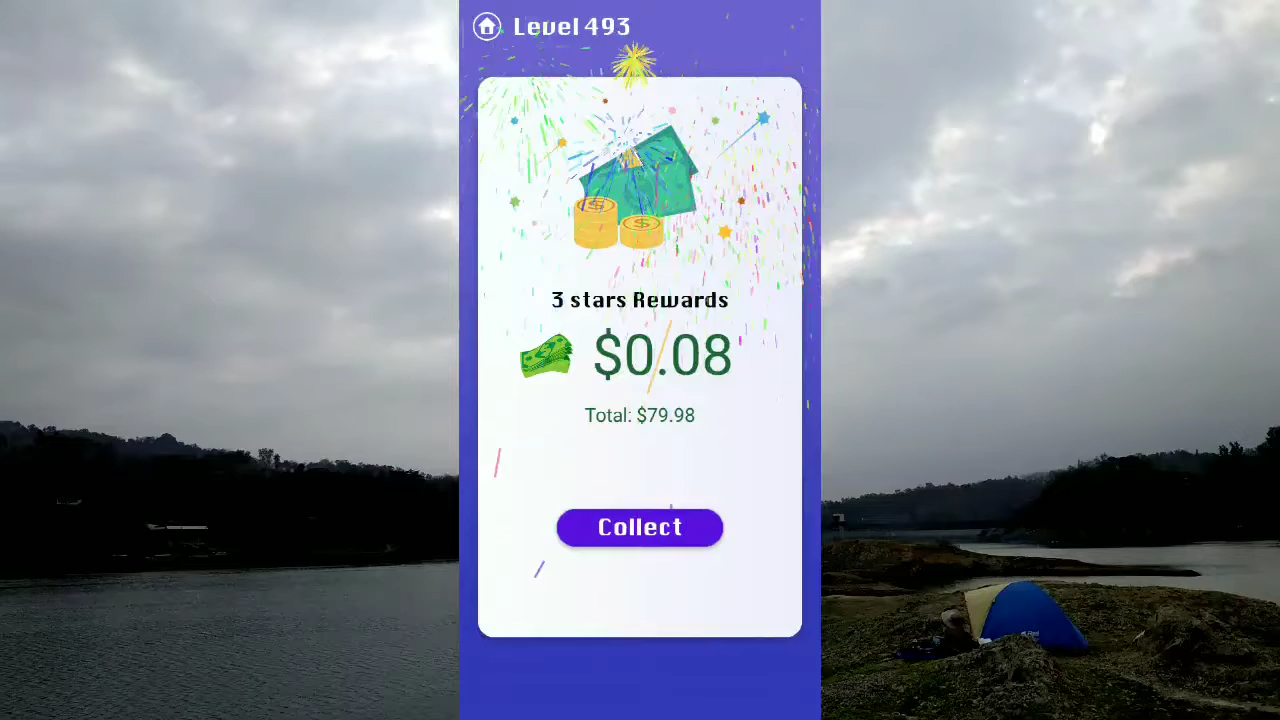 Level 493
3 stars Rewards
$0.08
Total: $79.98
Collect